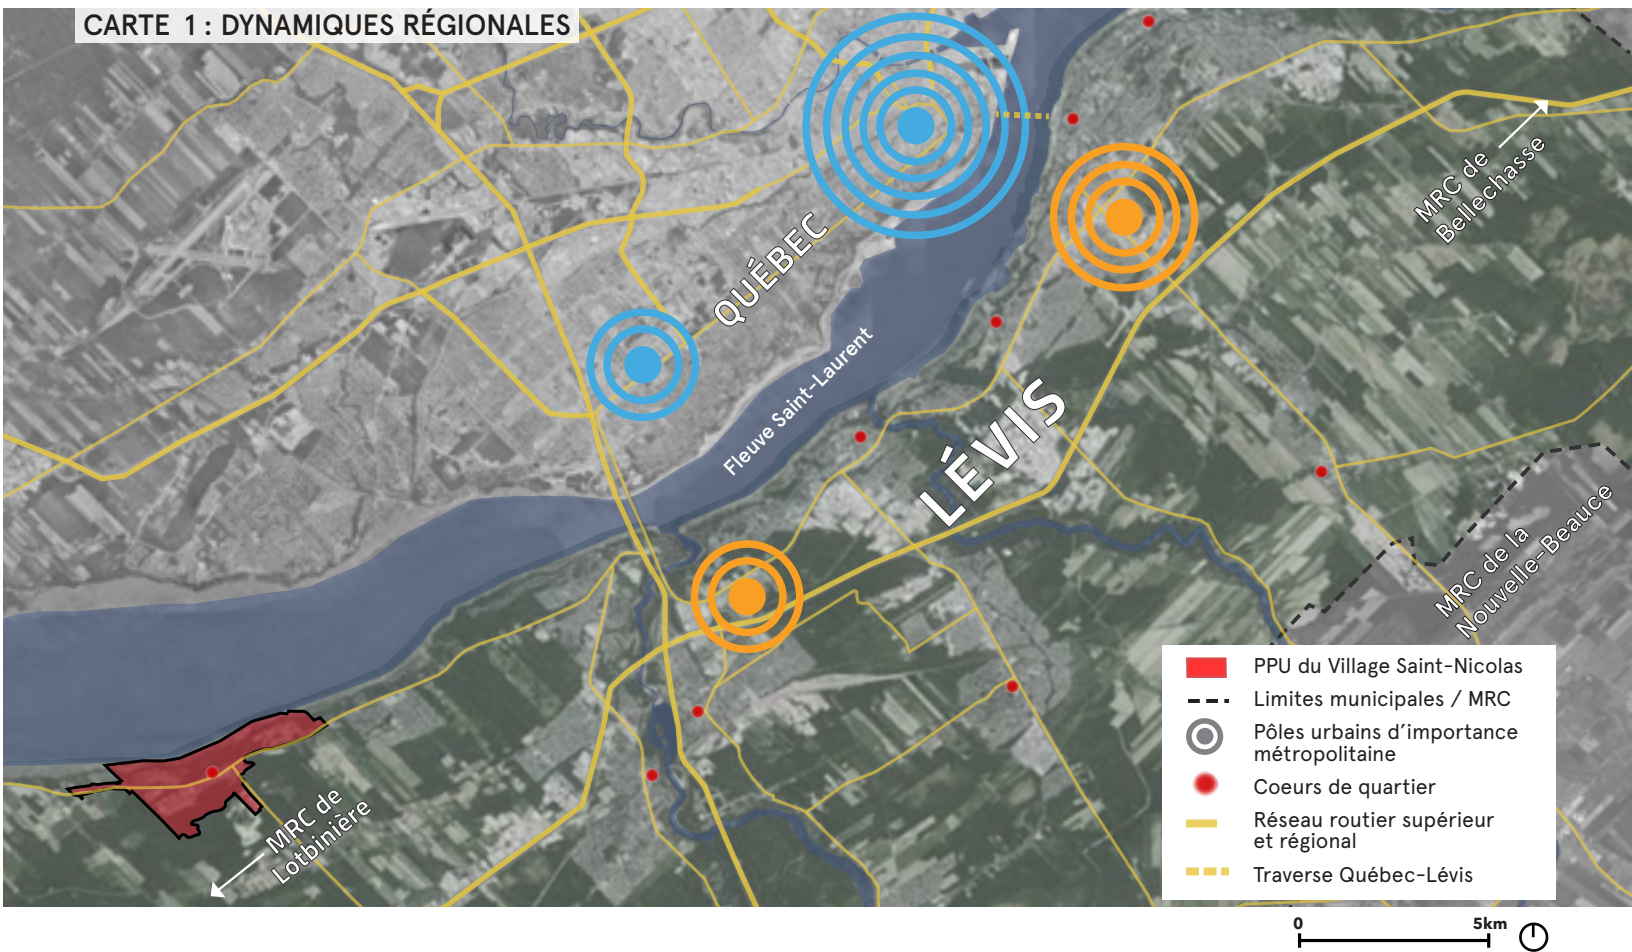 CARTE 1 : DYNAMIQUES RÉGIONALES
MRC de
Bellechasse
QUÉBEC
Fleuve Saint-Laurent
LÉVIS
MRC de la
Nouvelle-Beauce
MRC de
Lotbinière
PPU du Village Saint-Nicolas
Limites municipales / MRC
Pôles urbains d'importance
métropolitaine
Coeurs de quartier
Réseau routier supérieur
et régional
Traverse Québec-Lévis
0 5km